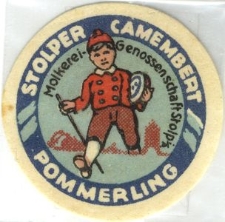 STOLPER CAMEMBERT
Molkerei-Genossenschaft Stolp
POMMERLING